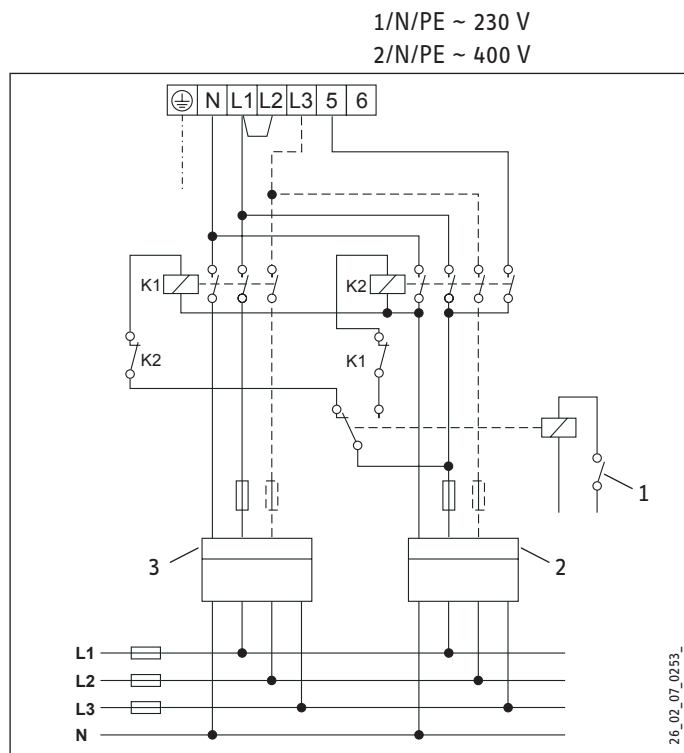 1/N/PE ~ 230 V
2/N/PE ~ 400 V
N L1 L2 L3 5 6
K1
K2
K2
K1
1
3
2
L1
L2
L3
N
26_02_07_0253_